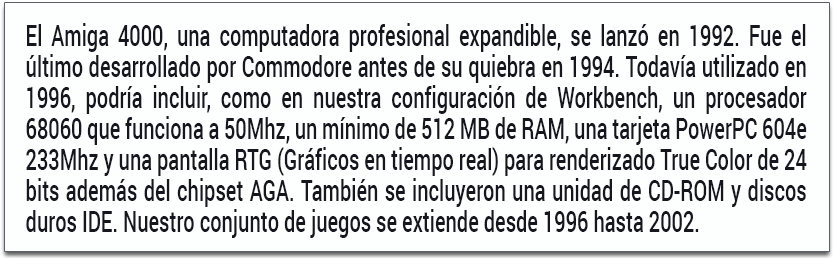 El Amiga 4000, una computadora profesional expandible, se lanzó en 1992. Fue el
último desarrollado por Commodore antes de su quiebra en 1994. Todavía utilizado en
1996, podría incluir, como en nuestra configuración de Workbench, un procesador
68060 que funciona a 50Mhz, un mínimo de 512 MB de RAM, una tarjeta PowerPC 604e
233Mhz y una pantalla RTG (Gráficos en tiempo real) para renderizado True Color de 24
bits además del chipset AGA. También se incluyeron una unidad de CD-ROM y discos
duros IDE. Nuestro conjunto de juegos se extiende desde 1996 hasta 2002.